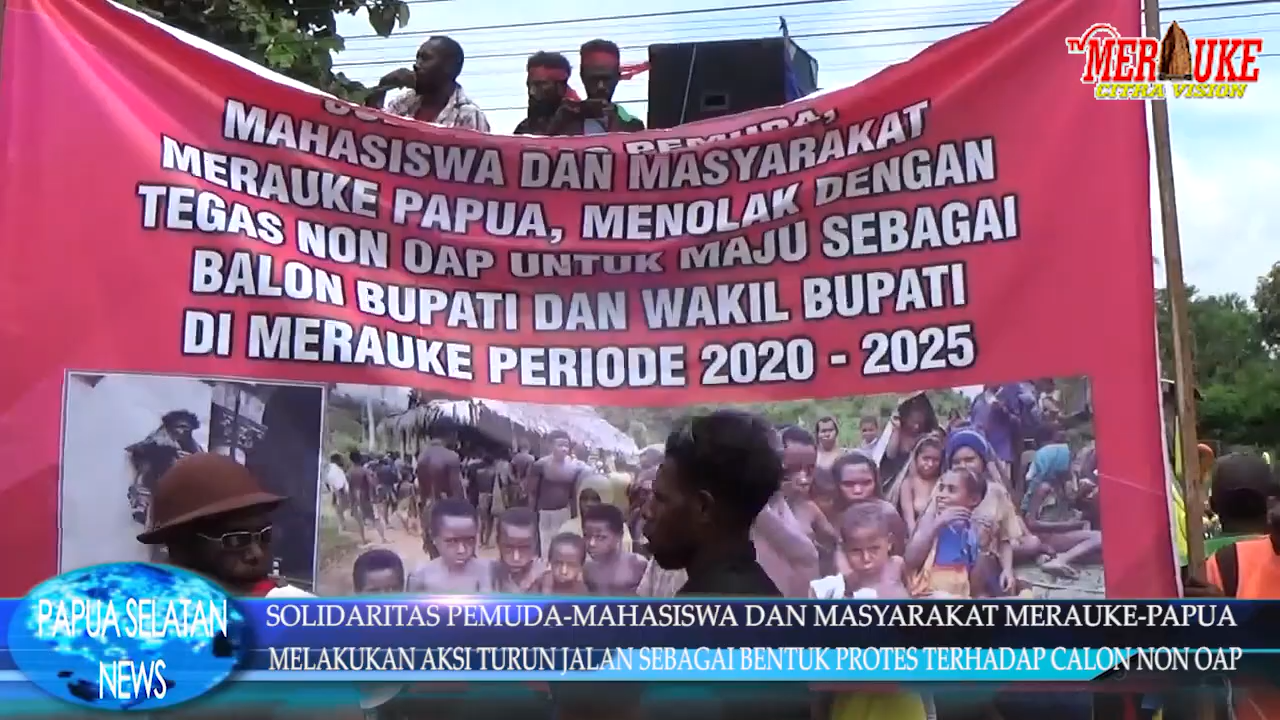 TV MERAUKE
CITRA VISION
PEMUDA,
MAHASISWA DAN MASYARAKAT
MERAUKE PAPUA, MENOLAK DENGAN
TEGAS NON OAP UNTUK MAJU SEBAGAI
BALON BUPATI DAN WAKIL BUPATI
DI MERAUKE PERIODE 2020 - 2025
PAPUA SELATAN
NEWS
SOLIDARITAS PEMUDA-MAHASISWA DAN MASYARAKAT MERAUKE-PAPUA
MELAKUKAN AKSI TURUN JALAN SEBAGAI BENTUK PROTES TERHADAP CALON NON OAP